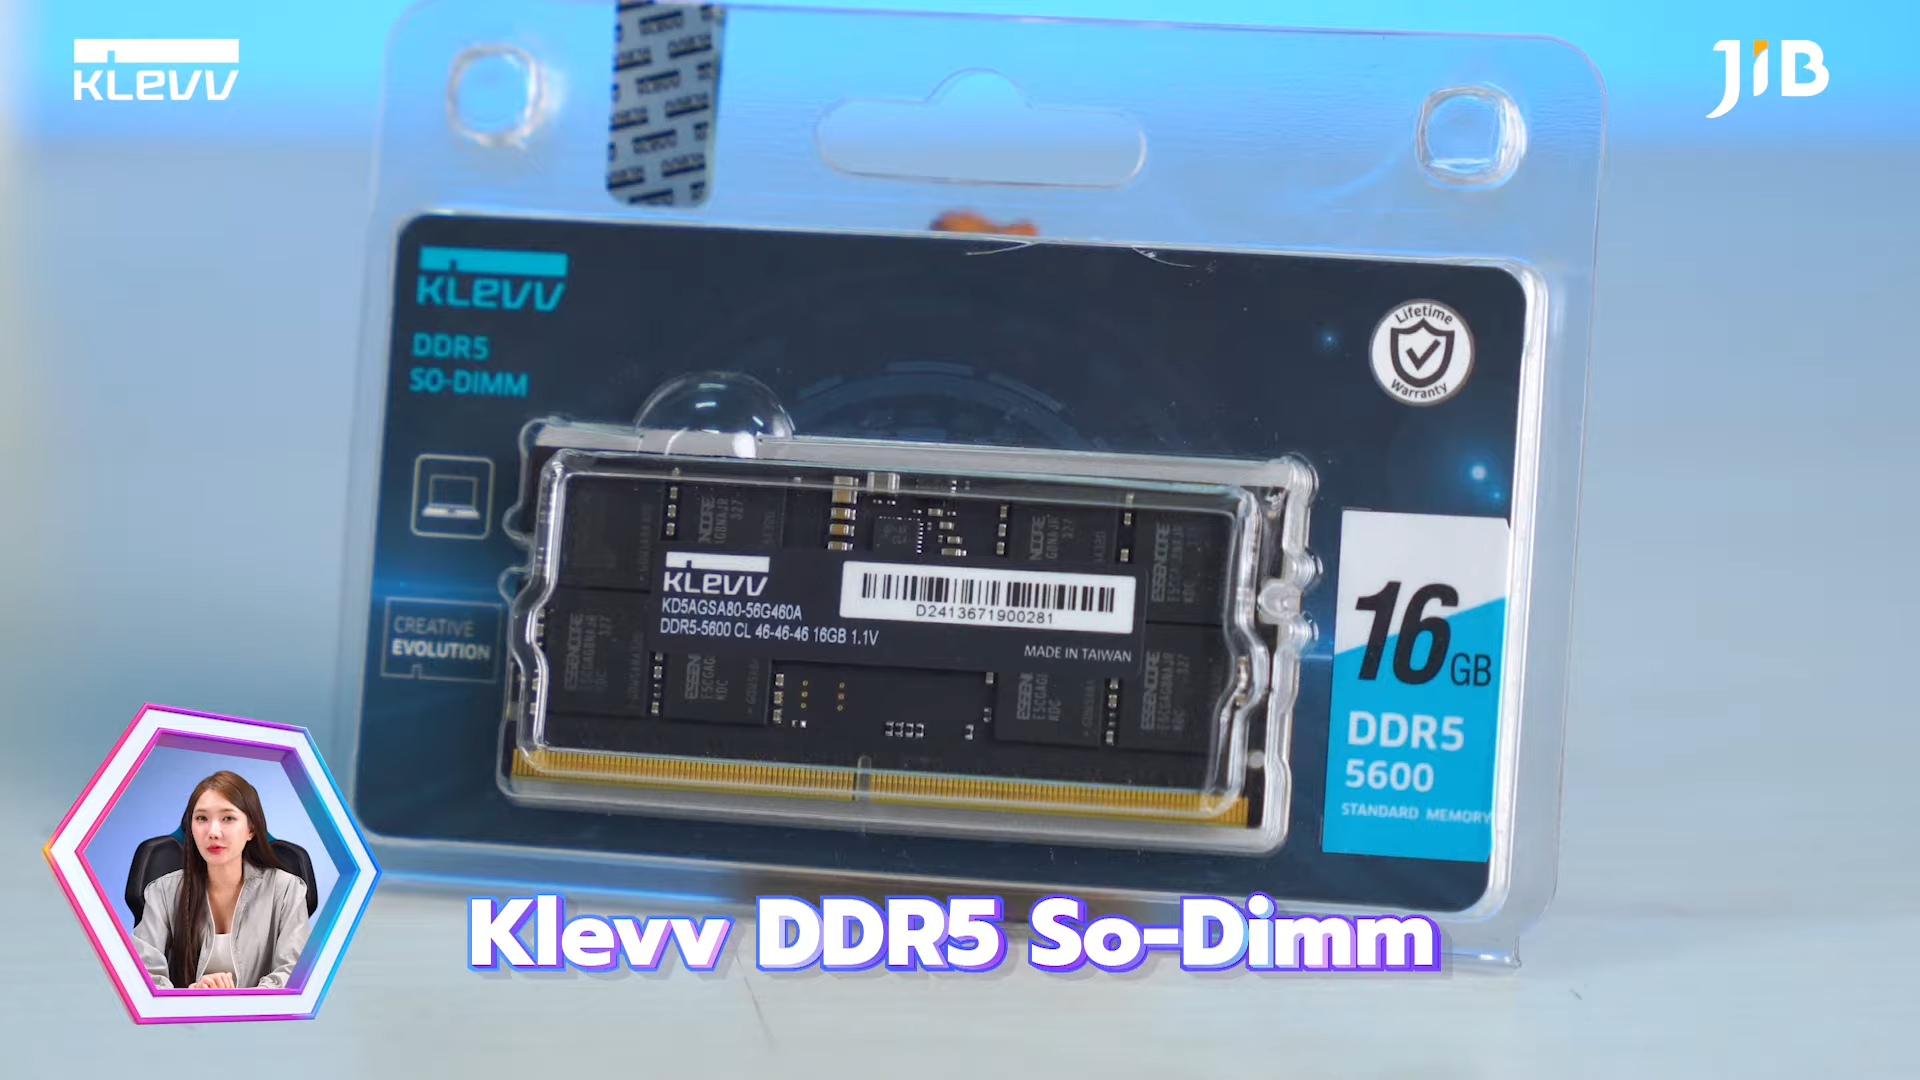 KLEVV
JIB
KLEVV
DDR5
SO-DIMM
Lifetime
Warranty
CREATIVE
EVOLUTION
KLEVV
KD5AGSA80-56G460A
DDR5-5600 CL 46-46-46 16GB 1.1V
D2413671900281
MADE IN TAIWAN
16GB
DDR5
5600
STANDARD MEMORY
Klevv DDR5 So-Dimm